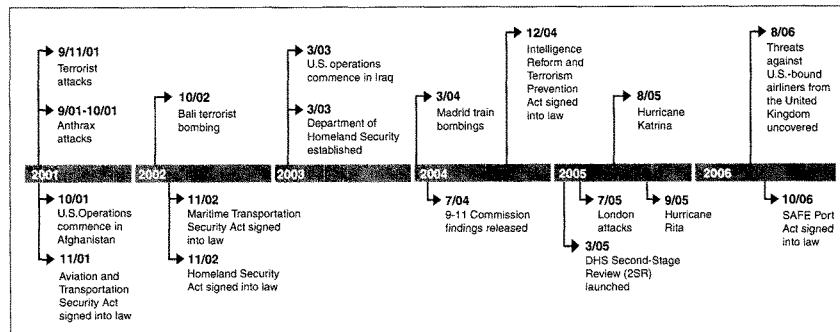 9/11/01
Terrorist
attacks
9/01-10/01
Anthrax
attacks
10/02
Bali terrorist
bombing
3/03
U.S. operations
commence in Iraq
3/03
Department of
Homeland Security
established
3/04
Madrid train
bombings
12/04
Intelligence
Reform and
Terrorism
Prevention
Act signed
into law
8/05
Hurricane
Katrina
8/06
Threats
against
U.S.-bound
airliners from
the United
Kingdom
uncovered
2001
2002
2003
2004
2005
2006
10/01
U.S.Operations
commence in
Afghanistan
11/01
Aviation and
Transportation
Security Act
signed into law
11/02
Maritime Transportation
Security Act signed
into law
11/02
Homeland Security
Act signed into law
7/04
9-11 Commission
findings released
7/05
London
attacks
3/05
DHS Second-Stage
Review (2SR)
launched
9/05
Hurricane
Rita
10/06
SAFE Port
Act signed
into law